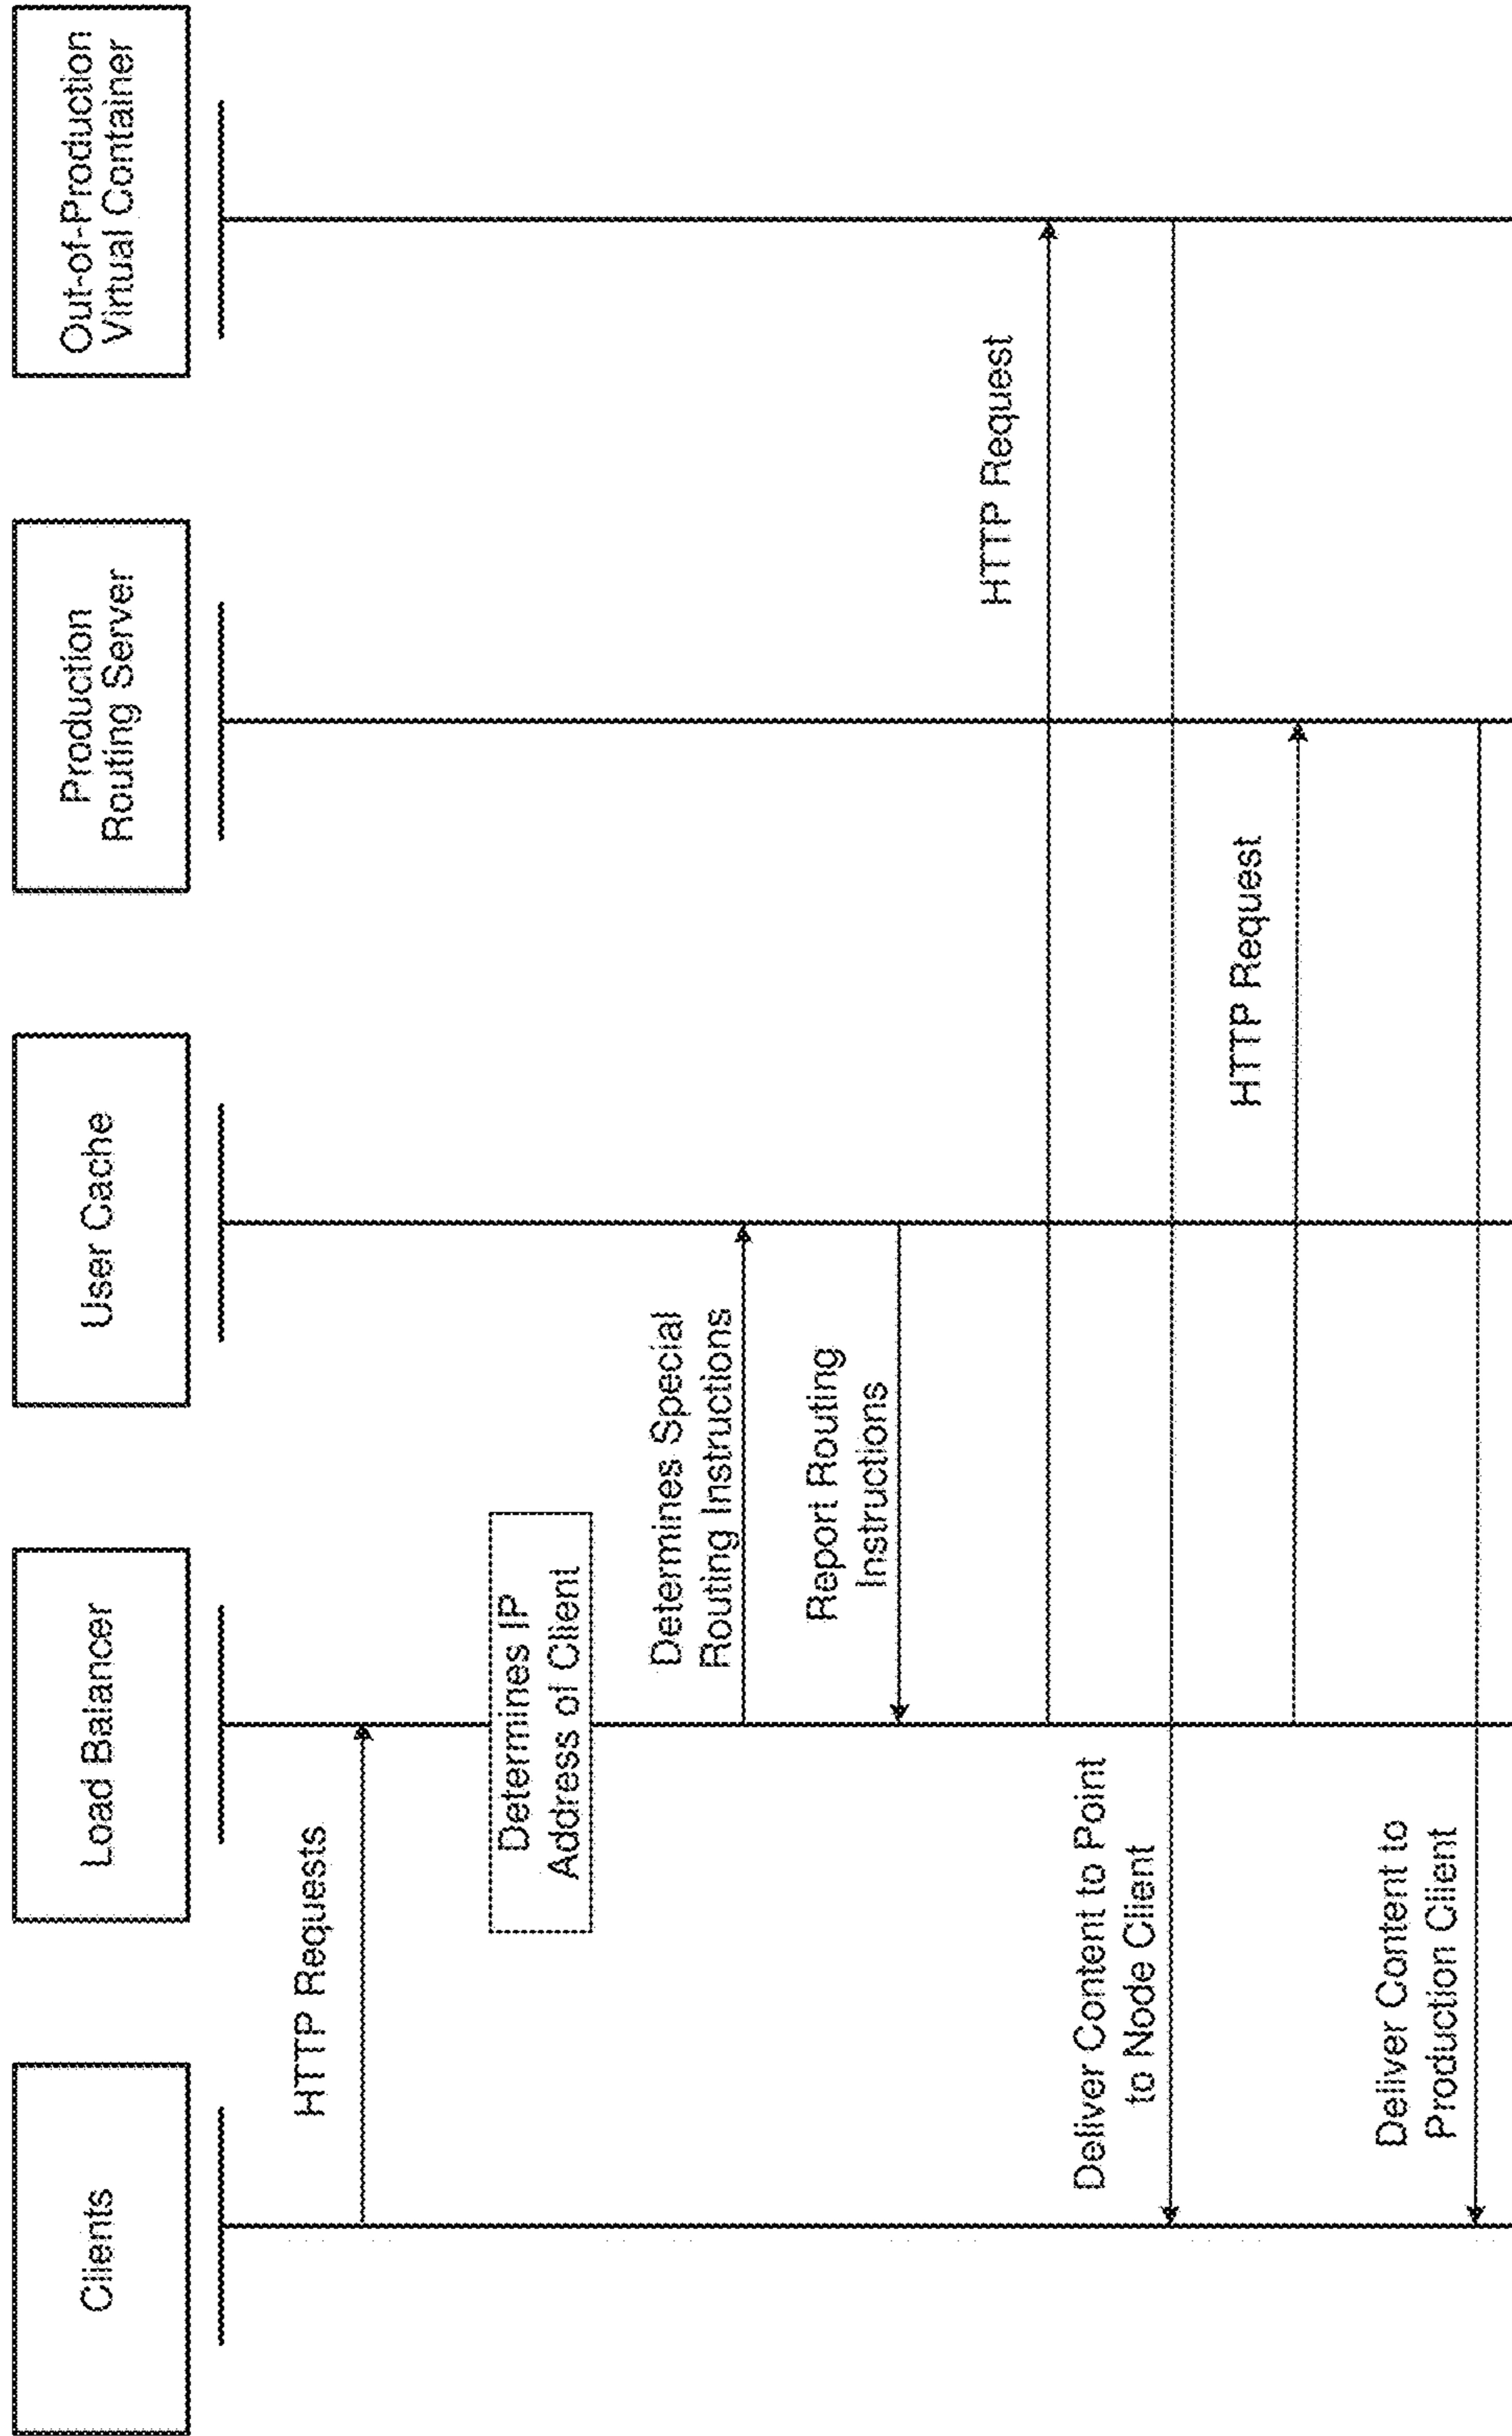 Clients
Load Balancer
User Cache
Production
Routing Server
Out-of-Production
Virtual Container
HTTP Requests
Determines IP
Address of Client
Determines Special
Routing Instructions
Report Routing
Instructions
HTTP Request
Deliver Content to Point
to Node Client
HTTP Request
Deliver Content to
Production Client